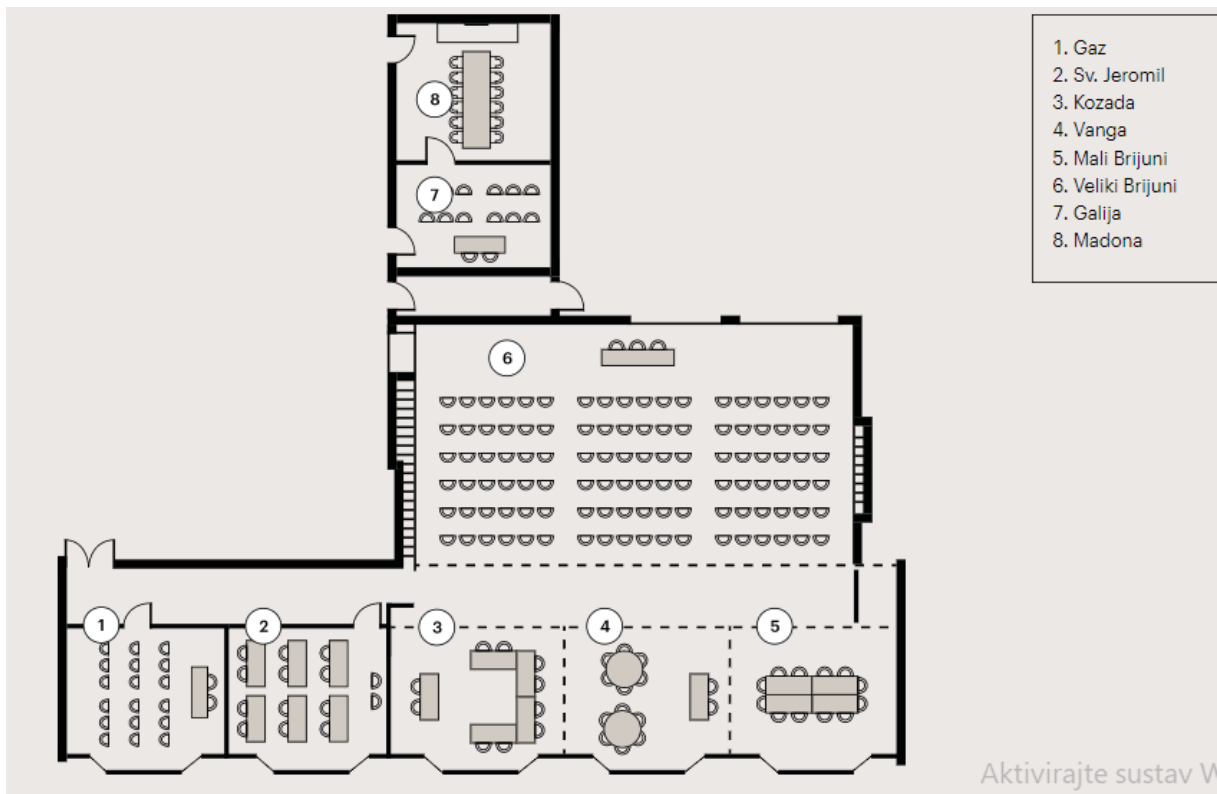 1. Gaz
2. Sv. Jeromil
3. Kozada
4. Vanga
5. Mali Brijuni
6. Veliki Brijuni
7. Galija
8. Madona
8
7
6
1
2
3
4
5
Aktivirajte sustav W